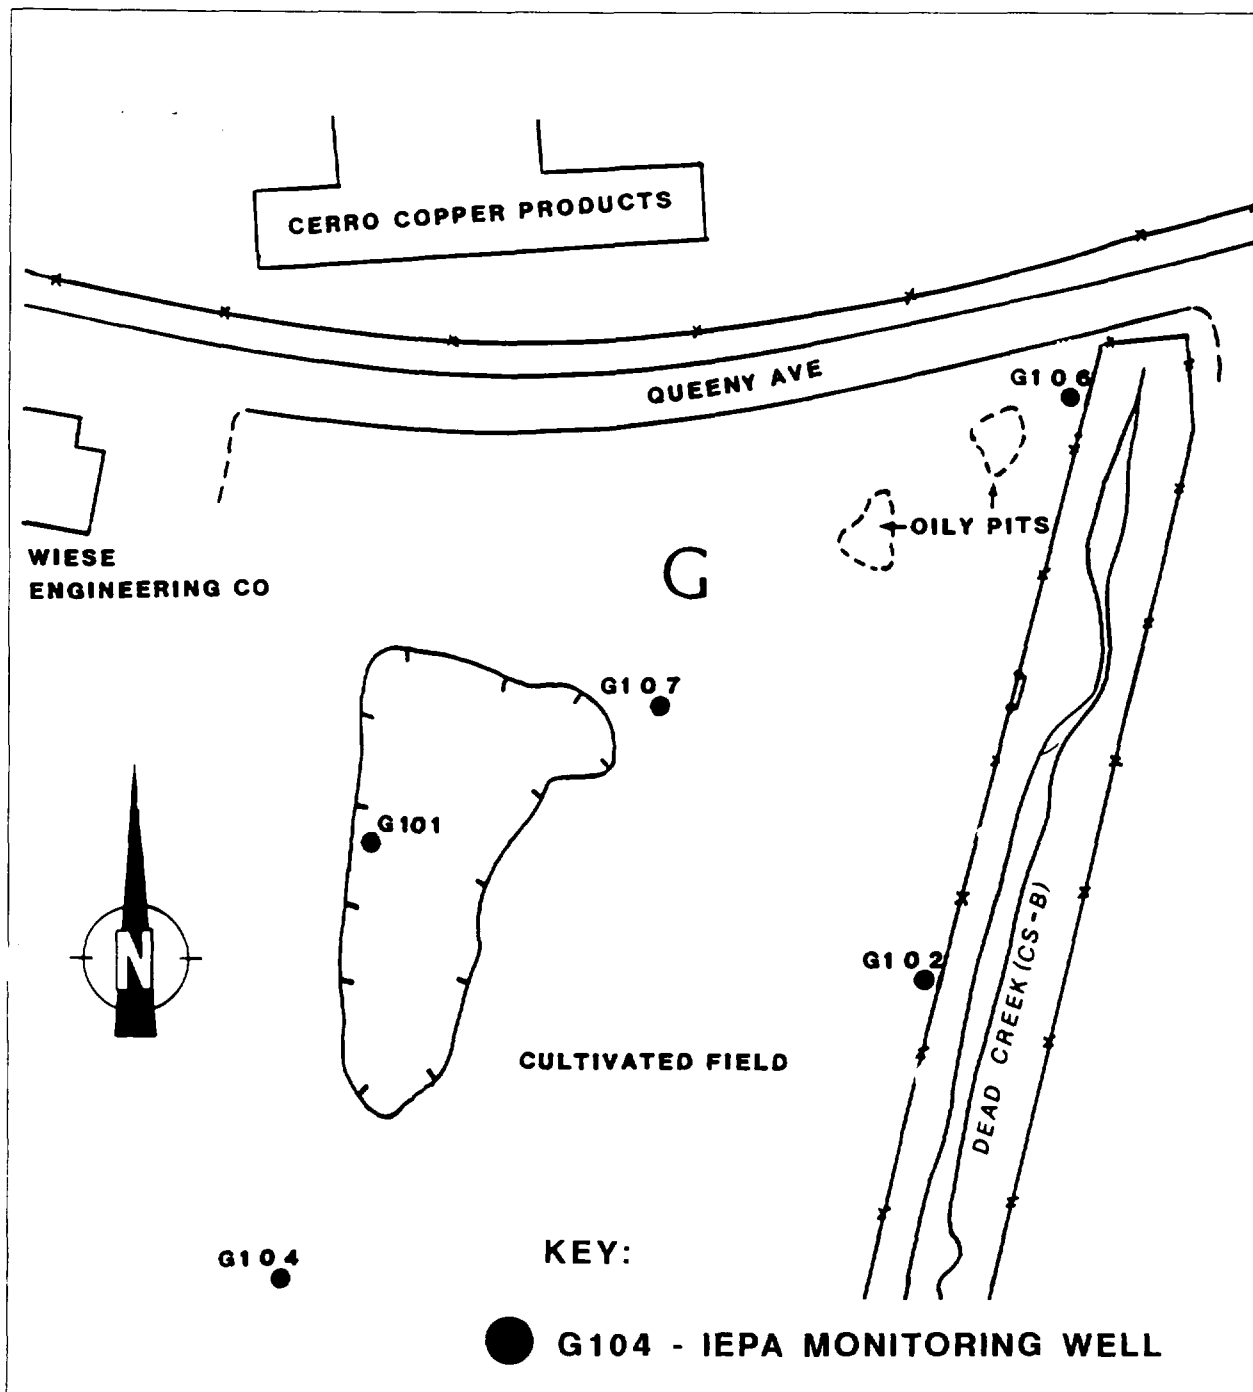 CERRO COPPER PRODUCTS
QUEENY AVE
G106
OILY PITS
WIESE
ENGINEERING CO
G
G107
G101
N
G102
DEAD CREEK (CS-B)
CULTIVATED FIELD
G104
KEY:
G104 - IEPA MONITORING WELL